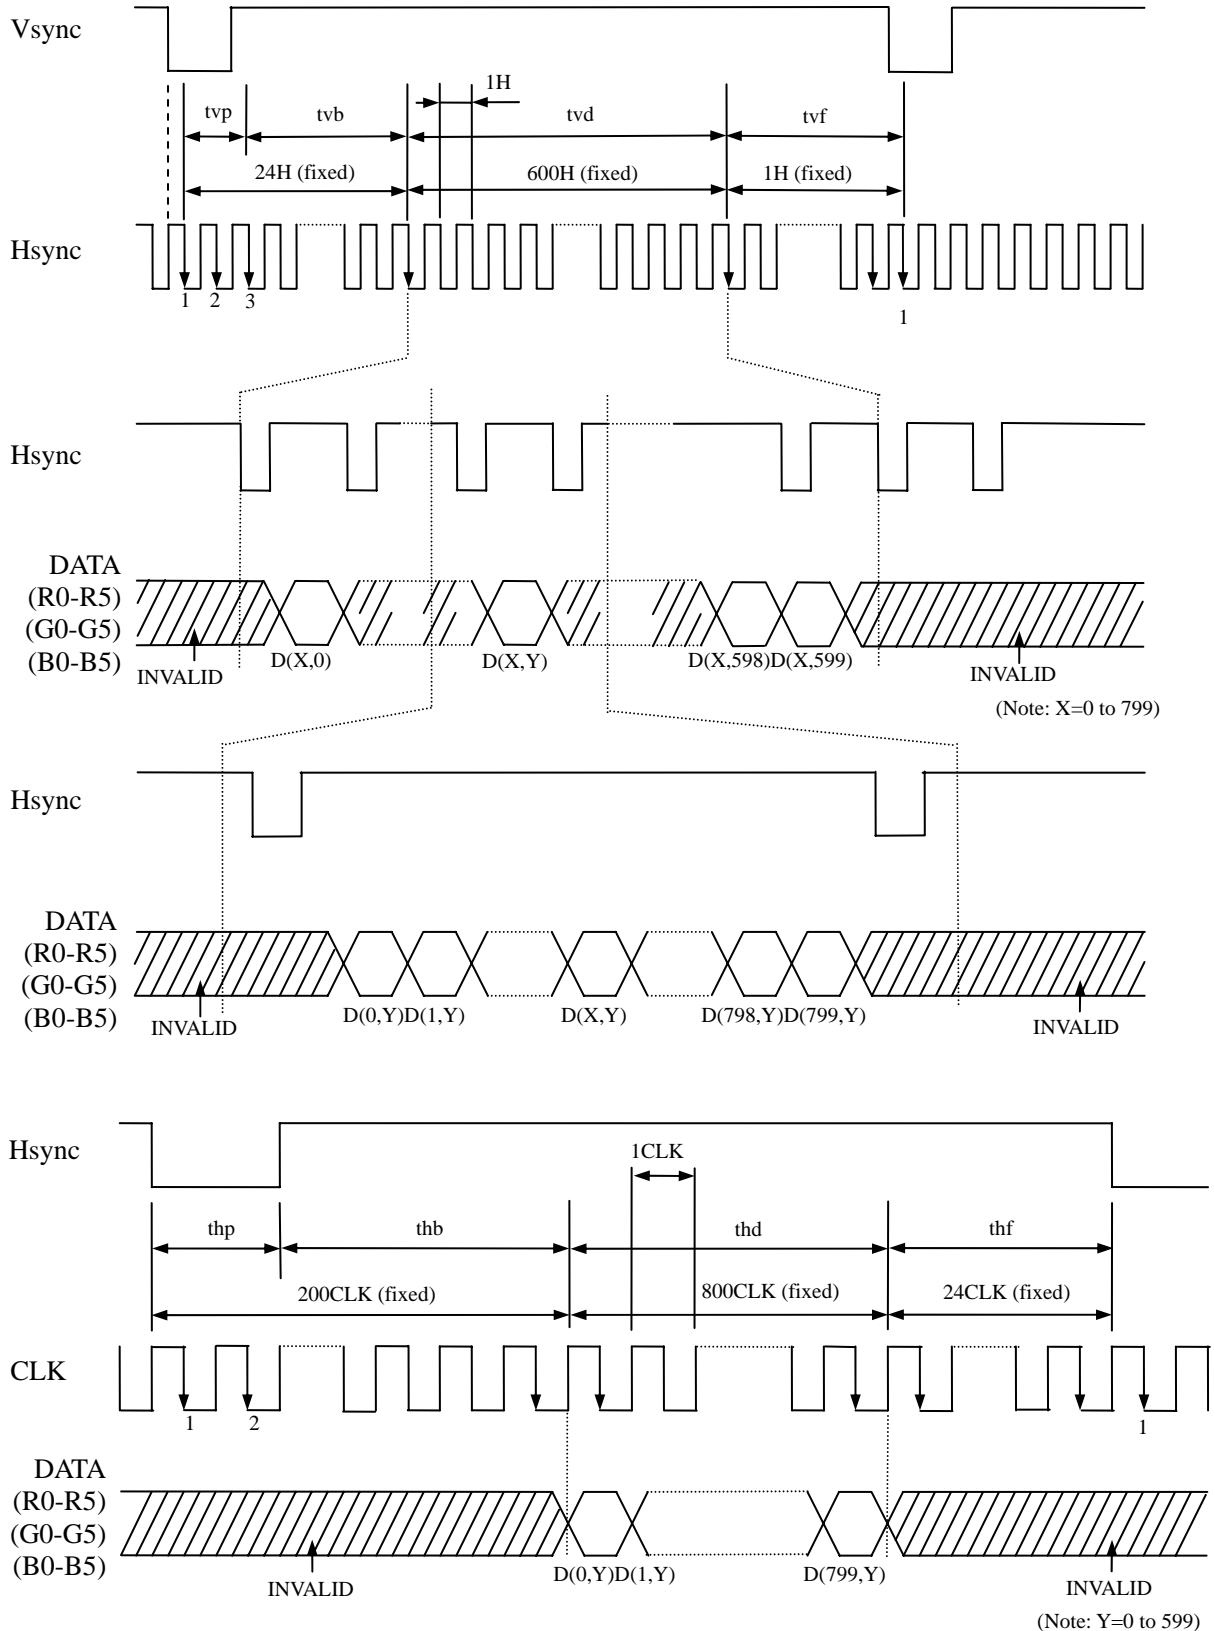 Vsync
1H
tvp tvb tvd tvf
24H (fixed) 600H (fixed) 1H (fixed)
Hsync
1 2 3 1
Hsync
DATA
(R0-R5)
(G0-G5)
(B0-B5)
D(X,0) D(X,Y) D(X,598)D(X,599)
INVALID INVALID
(Note: X=0 to 799)
Hsync
DATA
(R0-R5)
(G0-G5)
(B0-B5)
D(0,Y)D(1,Y) D(X,Y) D(798,Y)D(799,Y)
INVALID INVALID
Hsync
1CLK
thp thb thd thf
200CLK (fixed) 800CLK (fixed) 24CLK (fixed)
CLK
1 2 1
DATA
(R0-R5)
(G0-G5)
(B0-B5)
D(0,Y)D(1,Y) D(799,Y)
INVALID INVALID
(Note: Y=0 to 599)